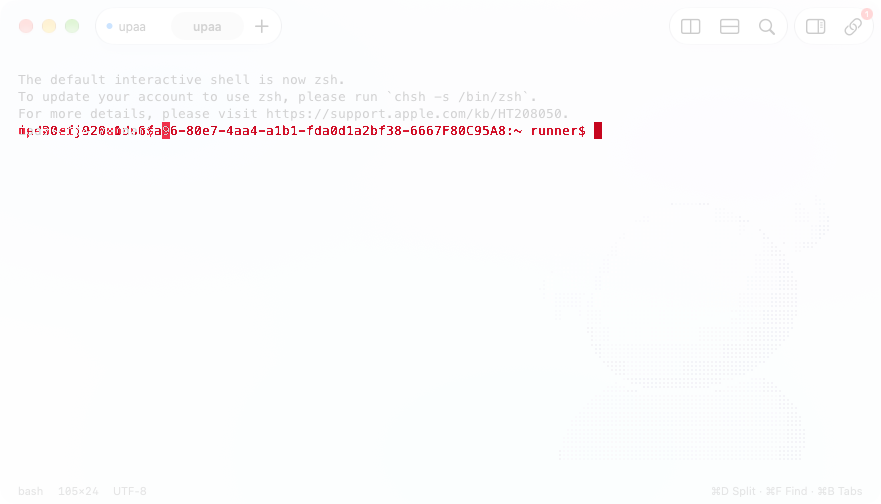 upaa
upaa
The default interactive shell is now zsh.
To update your account to use zsh, please run `chsh -s /bin/zsh`.
For more details, please visit https://support.apple.com/kb/HT208050.
6-80e7-4aa4-a1b1-fda0d1a2bf38-6667F80C95A8:~ runner$
bash 105×24 UTF-8
⌘D Split · ⌘F Find · ⌘B Tabs